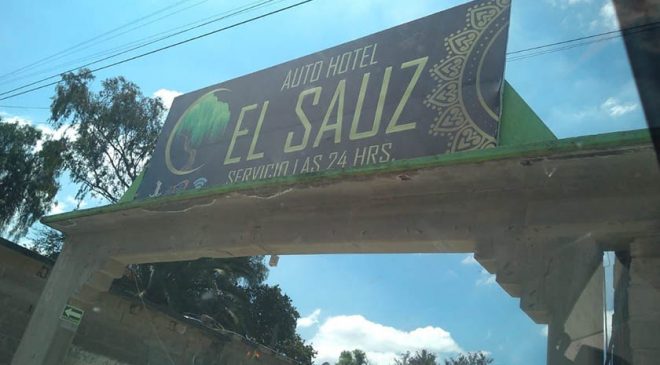 AUTO HOTEL
EL SAUZ
SERVICIO LAS 24 HRS.